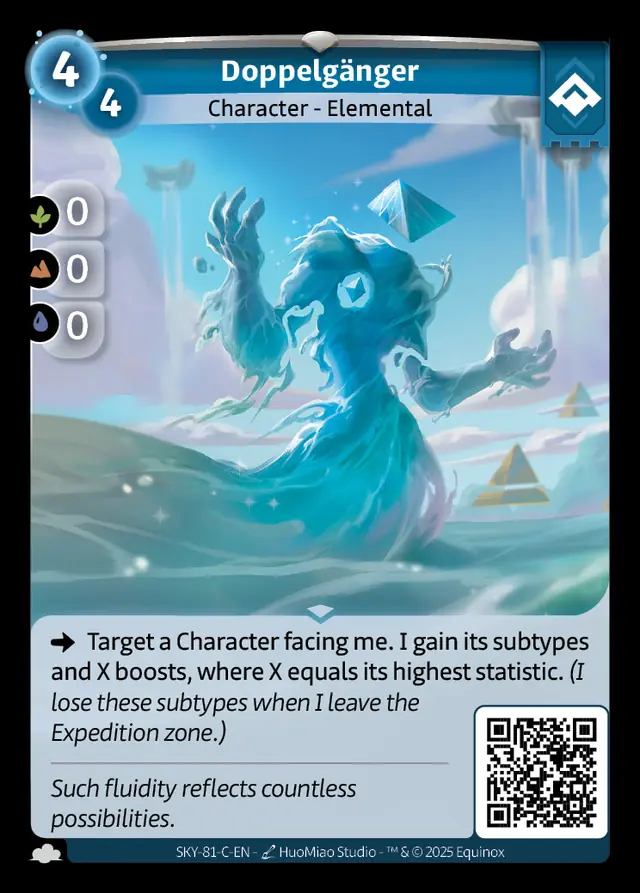 4
4
Doppelgänger
Character - Elemental
0
0
0
Target a Character facing me. I gain its subtypes
and X boosts, where X equals its highest statistic. (I
lose these subtypes when I leave the
Expedition zone.)
Such fluidity reflects countless
possibilities.
SKY-81-C-EN - HuoMiao Studio - ™ & © 2025 Equinox